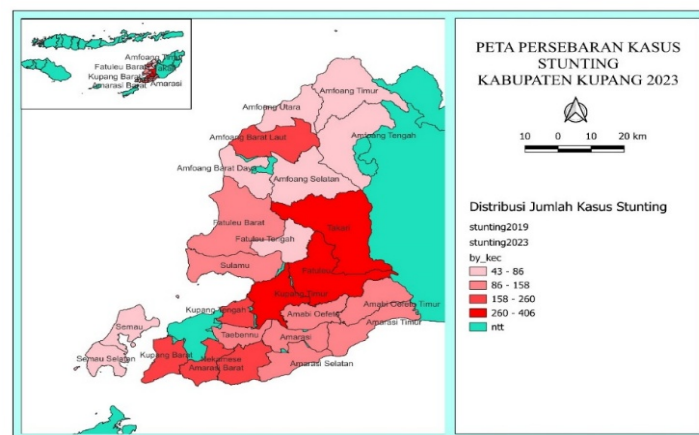 PETA PERSEBARAN KASUS
STUNTING
KABUPATEN KUPANG 2023
10 0 10 20 km
Distribusi Jumlah Kasus Stunting
stunting2019
stunting2023
by_kec
43 - 86
86 - 158
158 - 260
260 - 406
ntt
Amfoang
Fatuleu Barat
Kupang Barat
Amarasi Barat
Amarasi
Amfoang Timur
Amfoang Utara
Amfoang Tengah
Amfoang Barat Laut
Amfoang Barat Daya
Amfoang Selatan
Fatuleu Barat
Takari
Fatuleu Tengah
Sulamu
Fatuleu
Kupang Timur
Kupang Tengah
Amabi Oefeto Timur
Amabi Oefeto
Amarasi Timur
Semau
Taebennu
Amarasi
Semau Selatan
Kupang Barat
Nekamese
Amarasi Barat
Amarasi Selatan